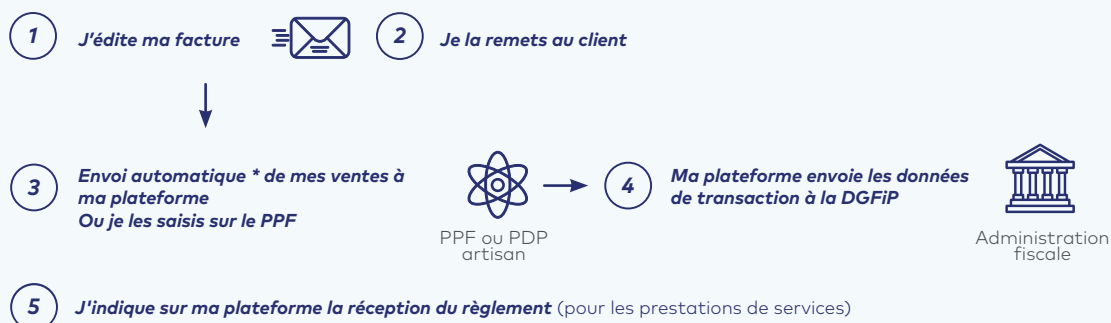 1 J'édite ma facture
2 Je la remets au client
3 Envoi automatique * de mes ventes à
ma plateforme
Ou je les saisis sur le PPF
PPF ou PDP
artisan
4 Ma plateforme envoie les données
de transaction à la DGFiP
Administration
fiscale
5 J'indique sur ma plateforme la réception du règlement (pour les prestations de services)